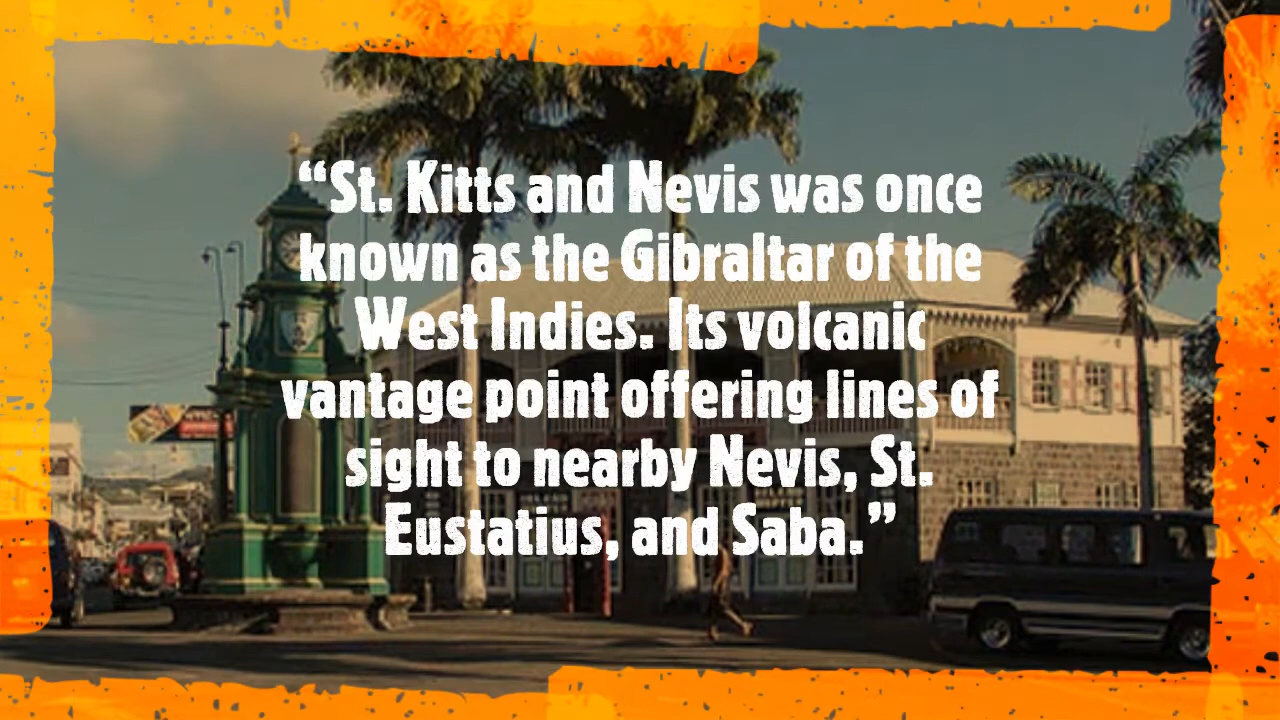 “St. Kitts and Nevis was once
known as the Gibraltar of the
West Indies. Its volcanic
vantage point offering lines of
sight to nearby Nevis, St.
Eustatius, and Saba.”